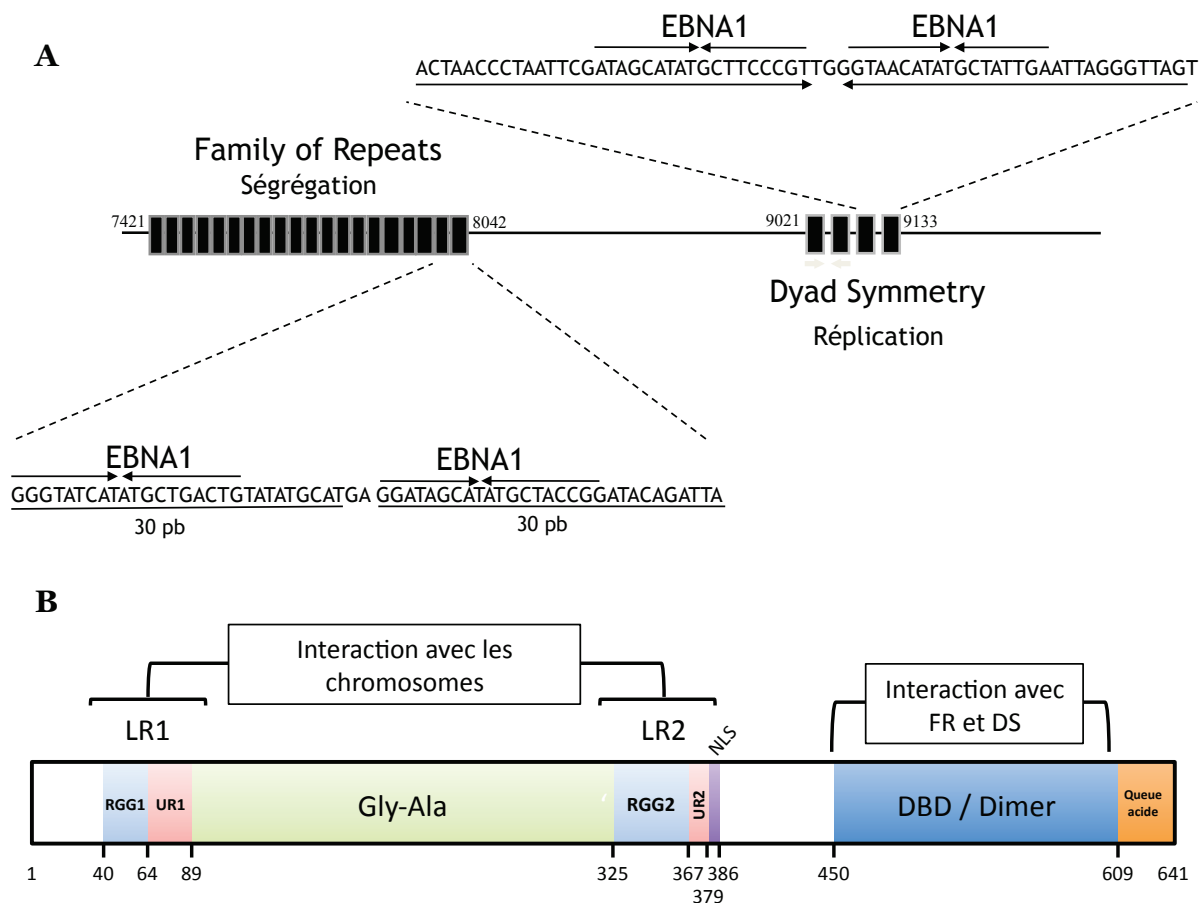 A
EBNA1 EBNA1
ACTAACCCTAATTCGATAGCATATGCTTCCCGTTGGGTAACATATGCTATTGAATTAGGGTTAGT
Family of Repeats
Ségrégation
7421 8042 9021 9133
Dyad Symmetry
Réplication
EBNA1 EBNA1
GGGTATCATATGCTGACTGTATATGCATGA GGATAGCATATGCTACCGGATACAGATTA
30 pb 30 pb
B
Interaction avec les
chromosomes
Interaction avec
FR et DS
LR1 LR2 NLS
RGG1 UR1 Gly-Ala RGG2 UR2 DBD / Dimer Queue
acide
1 40 64 89 325 367 386 450 609 641
379